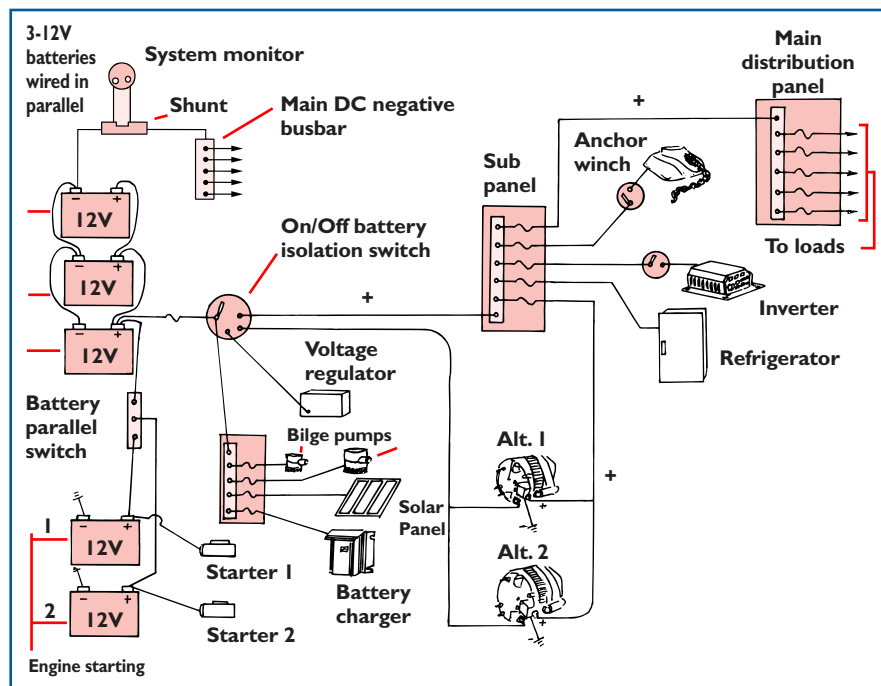 3-12V
batteries
wired in
parallel
System monitor
Shunt
Main DC negative
busbar
Main
distribution
panel
+
Anchor
winch
Sub
panel
- +
12V
On/Off battery
isolation switch
To loads
- +
12V
+
Inverter
- +
12V
Refrigerator
Voltage
regulator
Battery
parallel
switch
Bilge pumps
Alt. 1
+
Solar
Panel
+
1
- +
12V
Starter 1
Battery
charger
Alt. 2
2
- +
12V
Starter 2
+
Engine starting